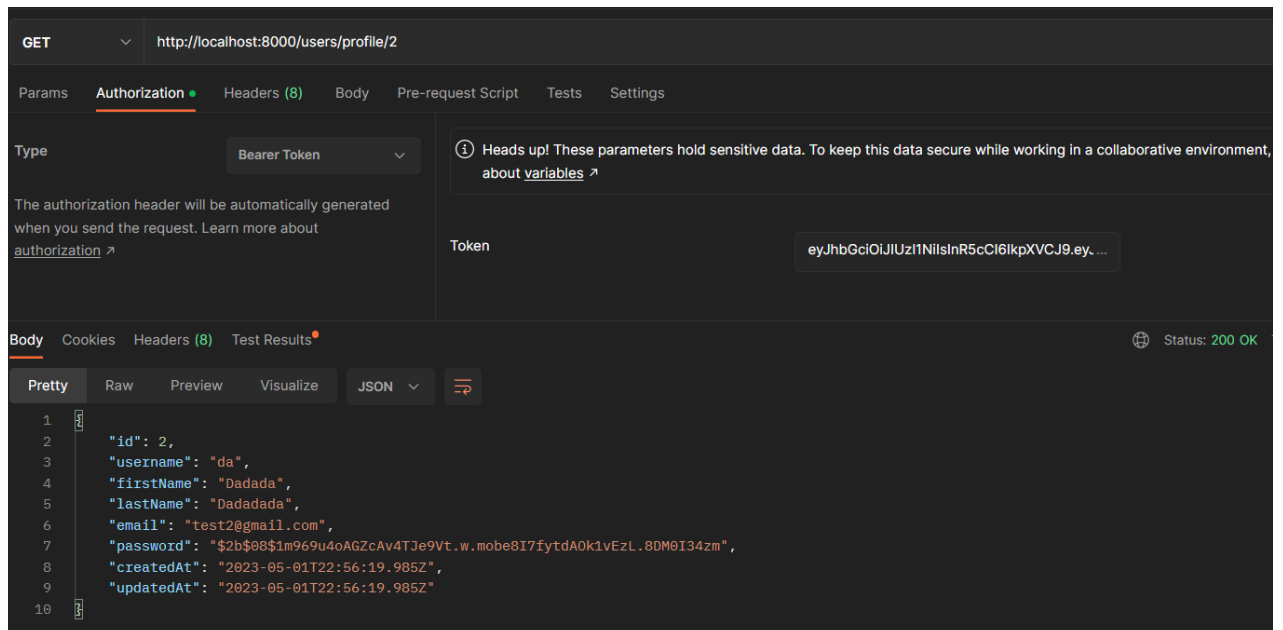 GET http://localhost:8000/users/profile/2
Params Authorization Headers (8) Body Pre-request Script Tests Settings
Type Bearer Token
Heads up! These parameters hold sensitive data. To keep this data secure while working in a collaborative environment,
about variables ↗
The authorization header will be automatically generated
when you send the request. Learn more about
authorization ↗
Token eyJhbGciOiJIUzI1NiIsInR5cCI6IkpXVCJ9.eyJ ...
Body Cookies Headers (8) Test Results Status: 200 OK
Pretty Raw Preview Visualize JSON
1 {
2 "id": 2,
3 "username": "da",
4 "firstName": "Dadada",
5 "lastName": "Dadadada",
6 "email": "test2@gmail.com",
7 "password": "$2b$08$1m969u4oAGZcAv4TJe9Vt.w.mobe8I7fytdAOk1vEzL.8DM0I34zm",
8 "createdAt": "2023-05-01T22:56:19.985Z",
9 "updatedAt": "2023-05-01T22:56:19.985Z"
10 }